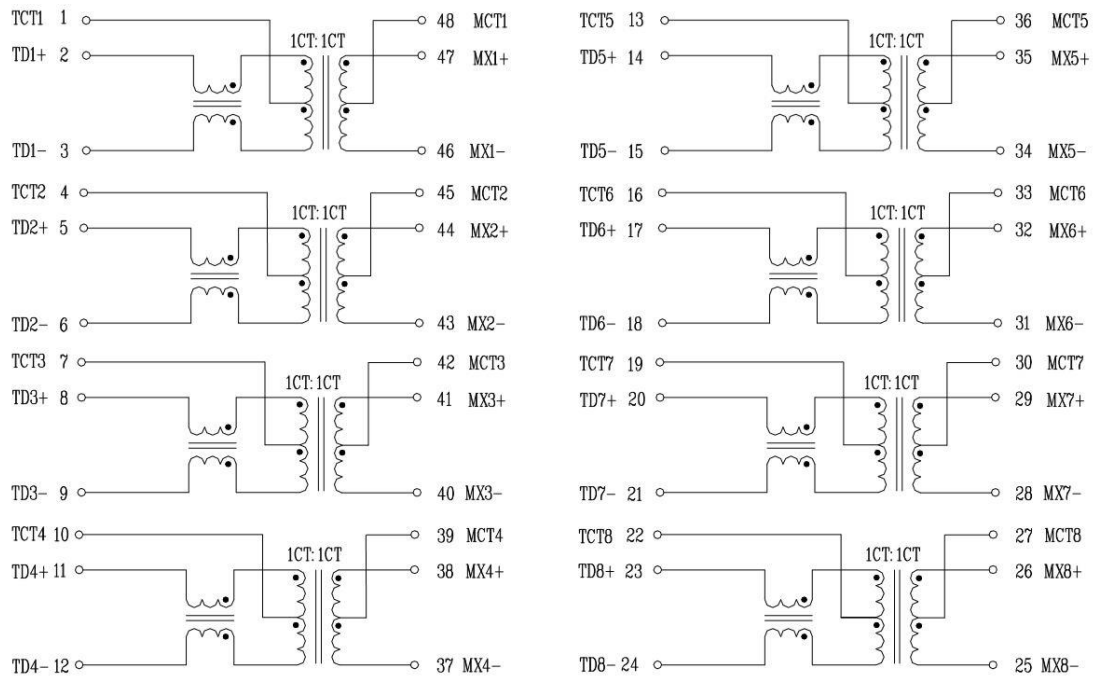 TCT1 1
48 MCT1
1CT:1CT
TD1+ 2
47 MX1+
TD1- 3
46 MX1-
TCT2 4
45 MCT2
1CT:1CT
TD2+ 5
44 MX2+
TD2- 6
43 MX2-
TCT3 7
42 MCT3
1CT:1CT
TD3+ 8
41 MX3+
TD3- 9
40 MX3-
TCT4 10
39 MCT4
1CT:1CT
TD4+ 11
38 MX4+
TD4- 12
37 MX4-
TCT5 13
36 MCT5
1CT:1CT
TD5+ 14
35 MX5+
TD5- 15
34 MX5-
TCT6 16
33 MCT6
1CT:1CT
TD6+ 17
32 MX6+
TD6- 18
31 MX6-
TCT7 19
30 MCT7
1CT:1CT
TD7+ 20
29 MX7+
TD7- 21
28 MX7-
TCT8 22
27 MCT8
1CT:1CT
TD8+ 23
26 MX8+
TD8- 24
25 MX8-